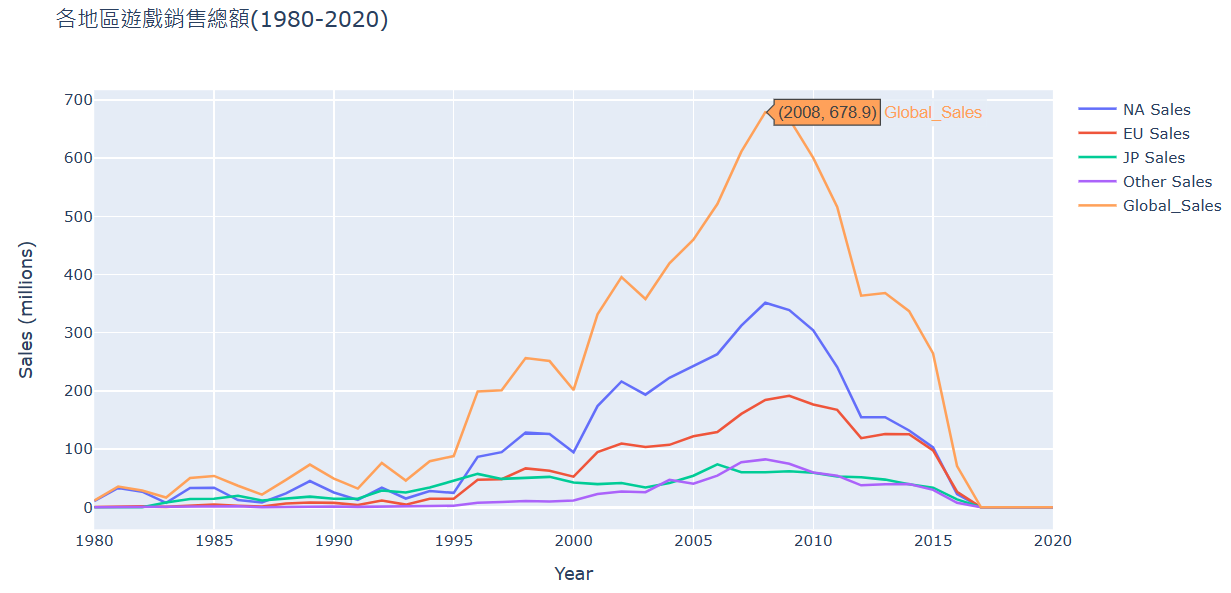 各地區遊戲銷售總額(1980-2020)
700
600
500
400
300
200
100
0
Sales (millions)
(2008, 678.9)
Global_Sales
1980
1985
1990
1995
2000
2005
2010
2015
2020
Year
NA Sales
EU Sales
JP Sales
Other Sales
Global_Sales